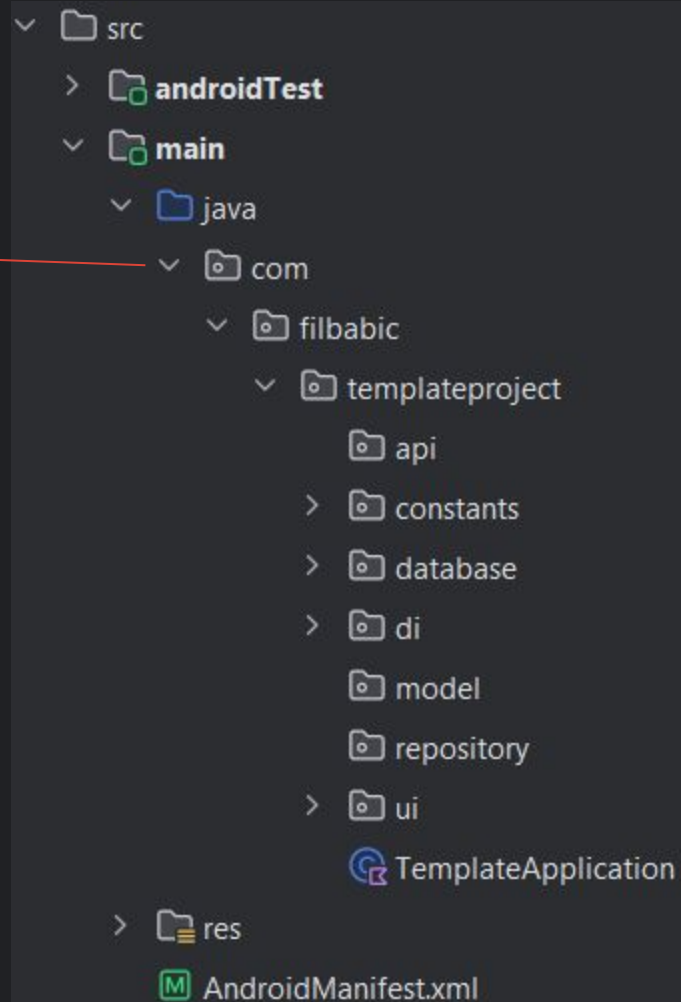 src
androidTest
main
java
com
filbabic
templateproject
api
constants
database
di
model
repository
ui
TemplateApplication
res
AndroidManifest.xml